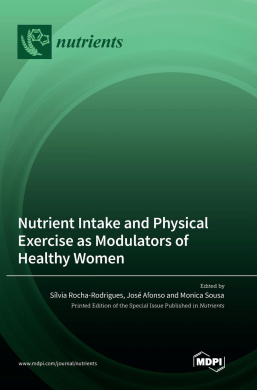 nutrients
Nutrient Intake and Physical
Exercise as Modulators of
Healthy Women
Edited by
Sílvia Rocha-Rodrigues, José Afonso and Monica Sousa
Printed Edition of the Special Issue Published in Nutrients
www.mdpi.com/journal/nutrients
MDPI